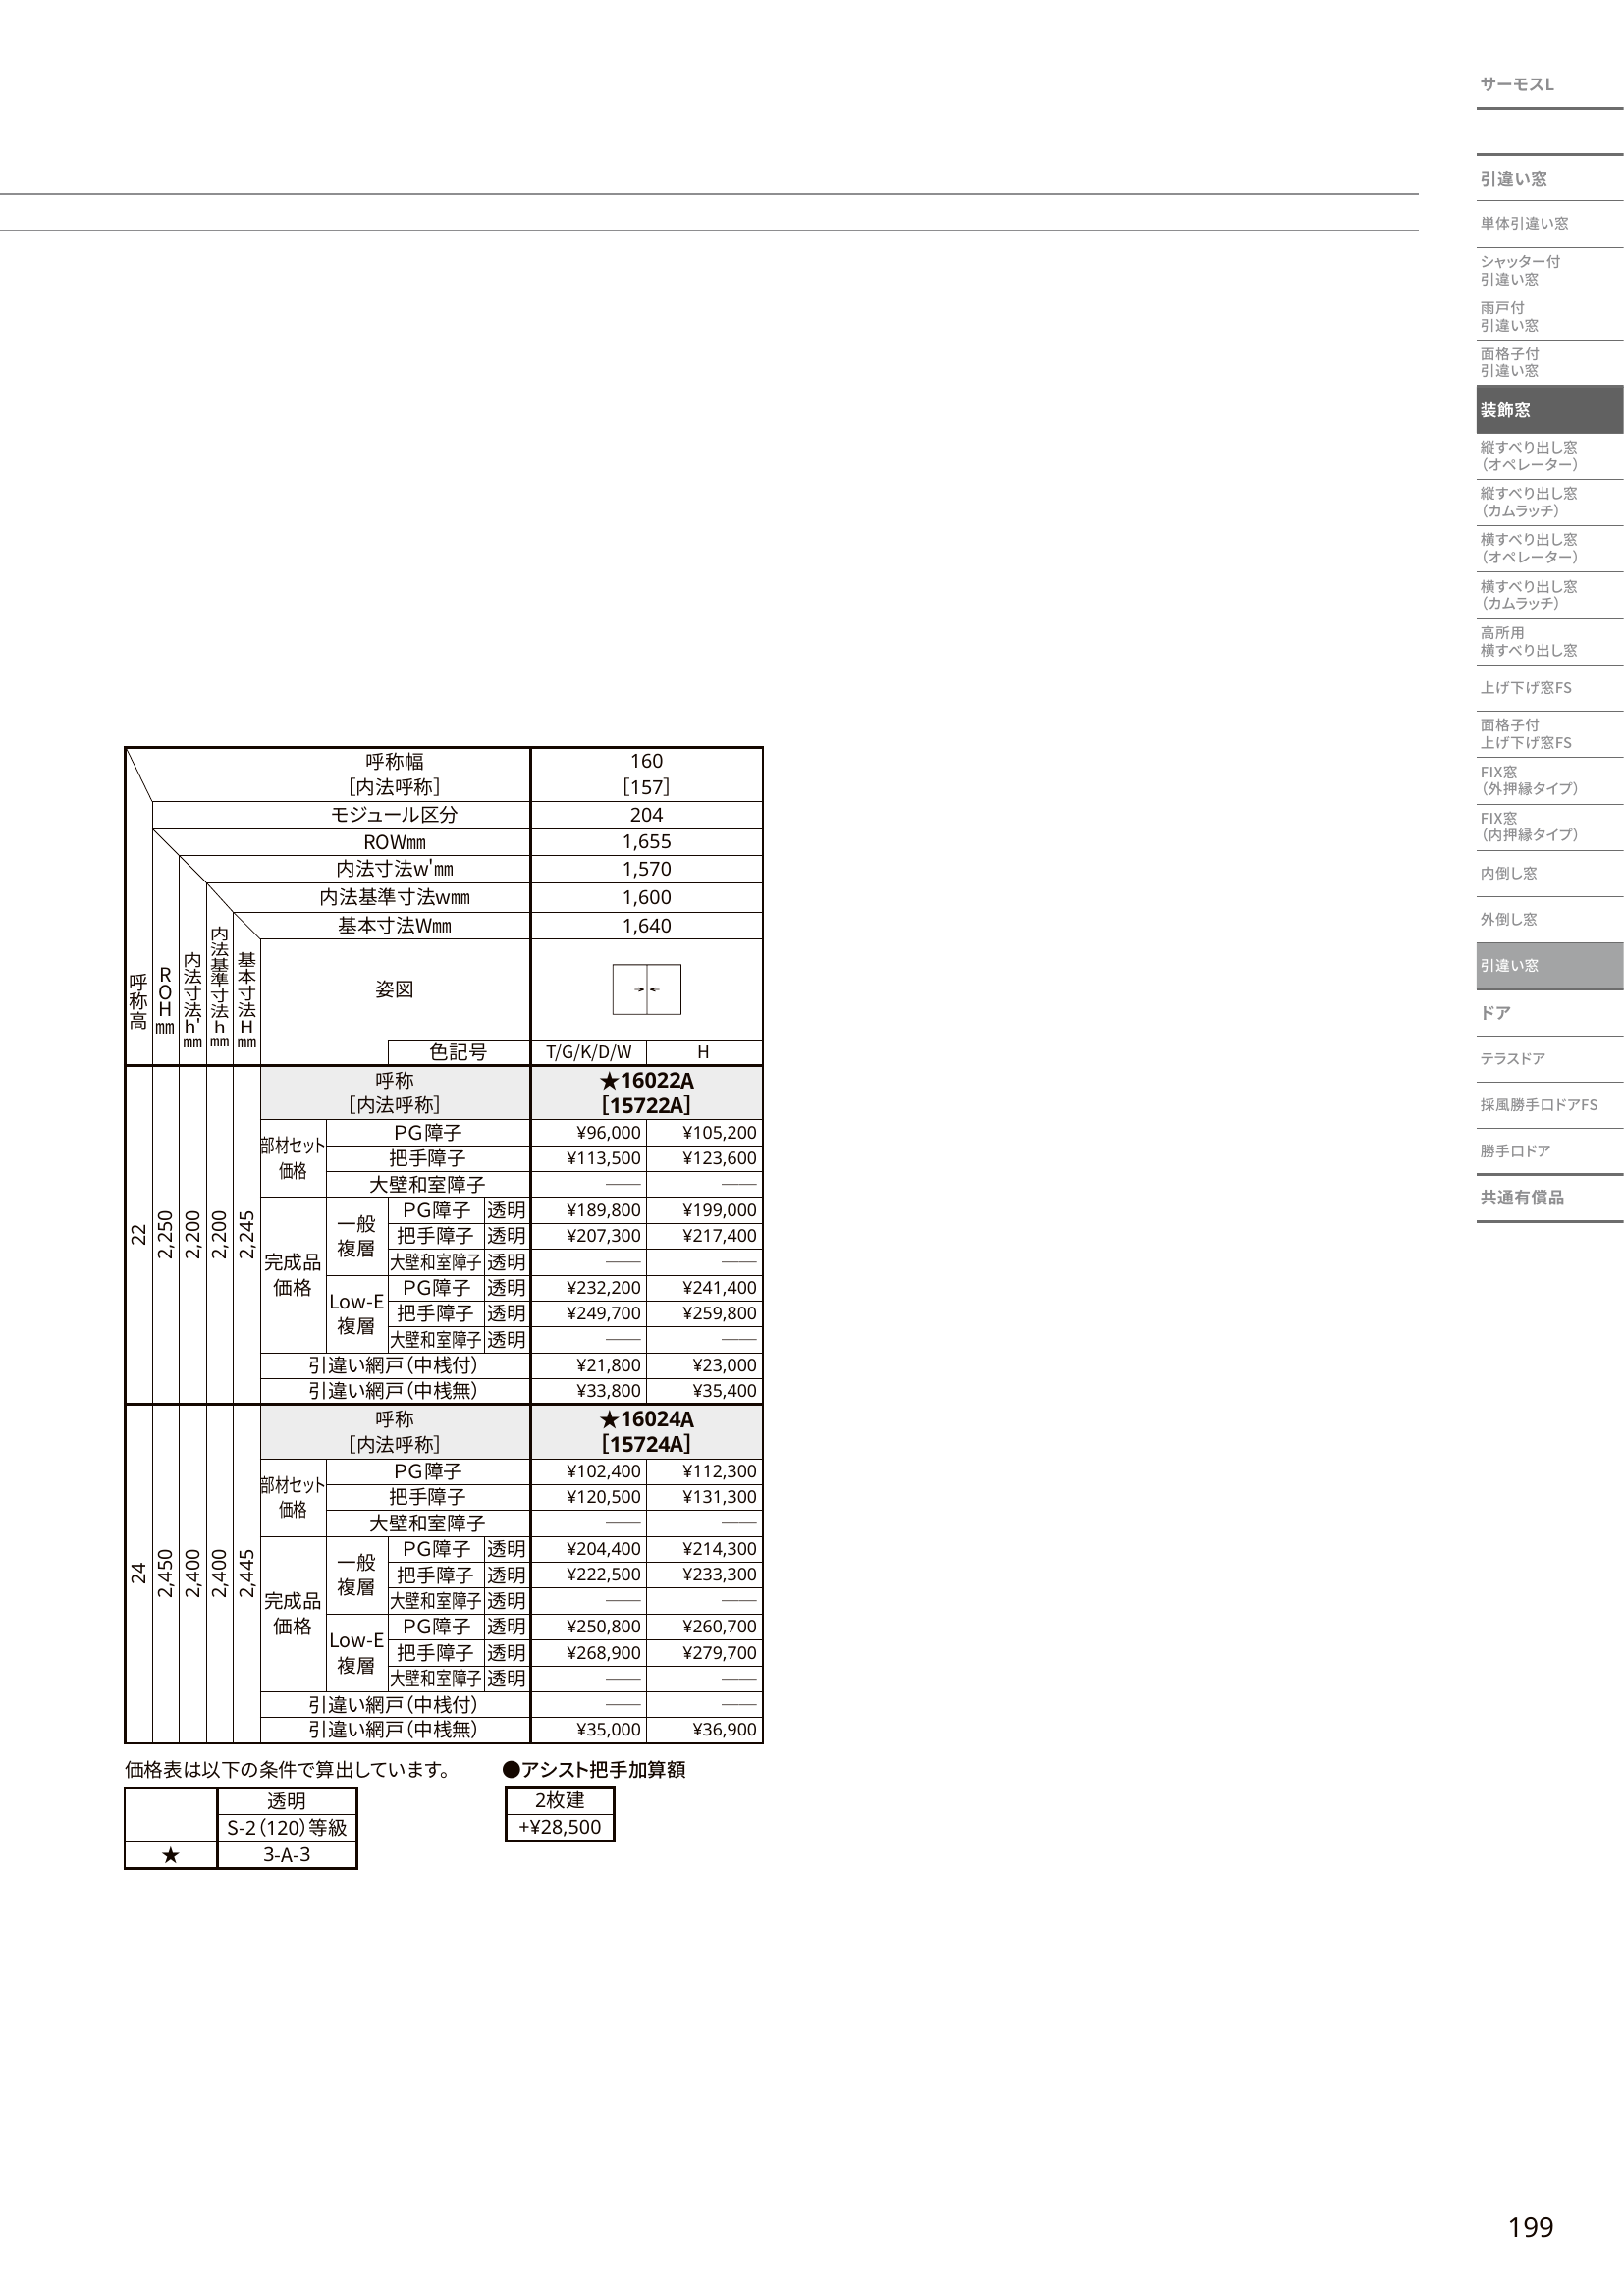 サーモスL
引違い窓
単体引違い窓
シャッター付
引違い窓
雨戸付
引違い窓
面格子付
引違い窓
装飾窓
縦すべり出し窓
（オペレーター）
縦すべり出し窓
（カムラッチ）
横すべり出し窓
（オペレーター）
横すべり出し窓
（カムラッチ）
高所用
横すべり出し窓
上げ下げ窓FS
面格子付
上げ下げ窓FS
FIX窓
（外押縁タイプ）
FIX窓
（内押縁タイプ）
内倒し窓
外倒し窓
引違い窓
ドア
テラスドア
採風勝手口ドアFS
勝手口ドア
共通有償品
呼称幅 160
［内法呼称］ ［157］
モジュール区分 204
ROW㎜ 1,655
内法寸法w'㎜ 1,570
内法基準寸法w㎜ 1,600
基本寸法W㎜ 1,640
呼称高
ROH㎜
内法寸法h'㎜
内法基準寸法h㎜
基本寸法H㎜
姿図
色記号 T/G/K/D/W H
22 2,250 2,200 2,200 2,245
呼称 ★16022A
［内法呼称］ ［15722A］
部材セット価格 PG障子 ¥96,000 ¥105,200
把手障子 ¥113,500 ¥123,600
大壁和室障子 ── ──
完成品価格 一般複層 PG障子 透明 ¥189,800 ¥199,000
把手障子 透明 ¥207,300 ¥217,400
大壁和室障子 透明 ── ──
Low-E複層 PG障子 透明 ¥232,200 ¥241,400
把手障子 透明 ¥249,700 ¥259,800
大壁和室障子 透明 ── ──
引違い網戸（中桟付） ¥21,800 ¥23,000
引違い網戸（中桟無） ¥33,800 ¥35,400
24 2,450 2,400 2,400 2,445
呼称 ★16024A
［内法呼称］ ［15724A］
部材セット価格 PG障子 ¥102,400 ¥112,300
把手障子 ¥120,500 ¥131,300
大壁和室障子 ── ──
完成品価格 一般複層 PG障子 透明 ¥204,400 ¥214,300
把手障子 透明 ¥222,500 ¥233,300
大壁和室障子 透明 ── ──
Low-E複層 PG障子 透明 ¥250,800 ¥260,700
把手障子 透明 ¥268,900 ¥279,700
大壁和室障子 透明 ── ──
引違い網戸（中桟付） ── ──
引違い網戸（中桟無） ¥35,000 ¥36,900
価格表は以下の条件で算出しています。
透明
S-2（120）等級
★ 3-A-3
●アシスト把手加算額
2枚建
+¥28,500
199